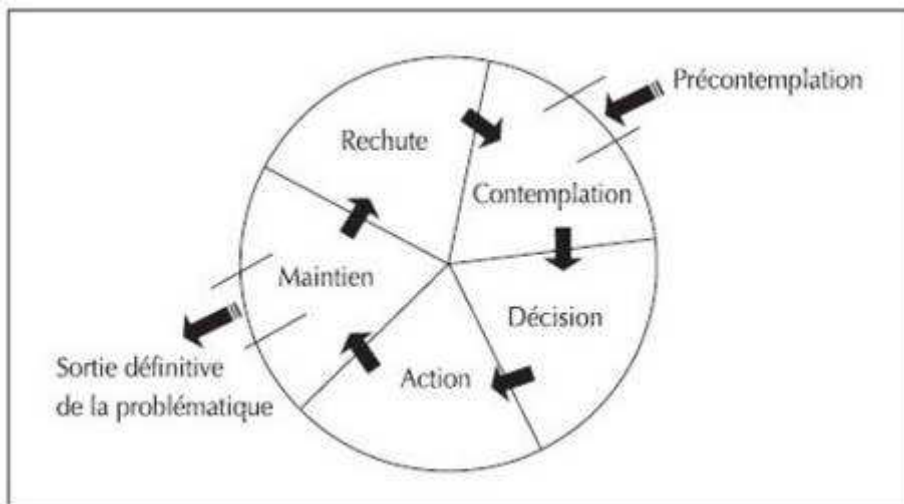 Précontemplation
Rechute
Contemplation
Maintien
Décision
Sortie définitive
de la problématique
Action